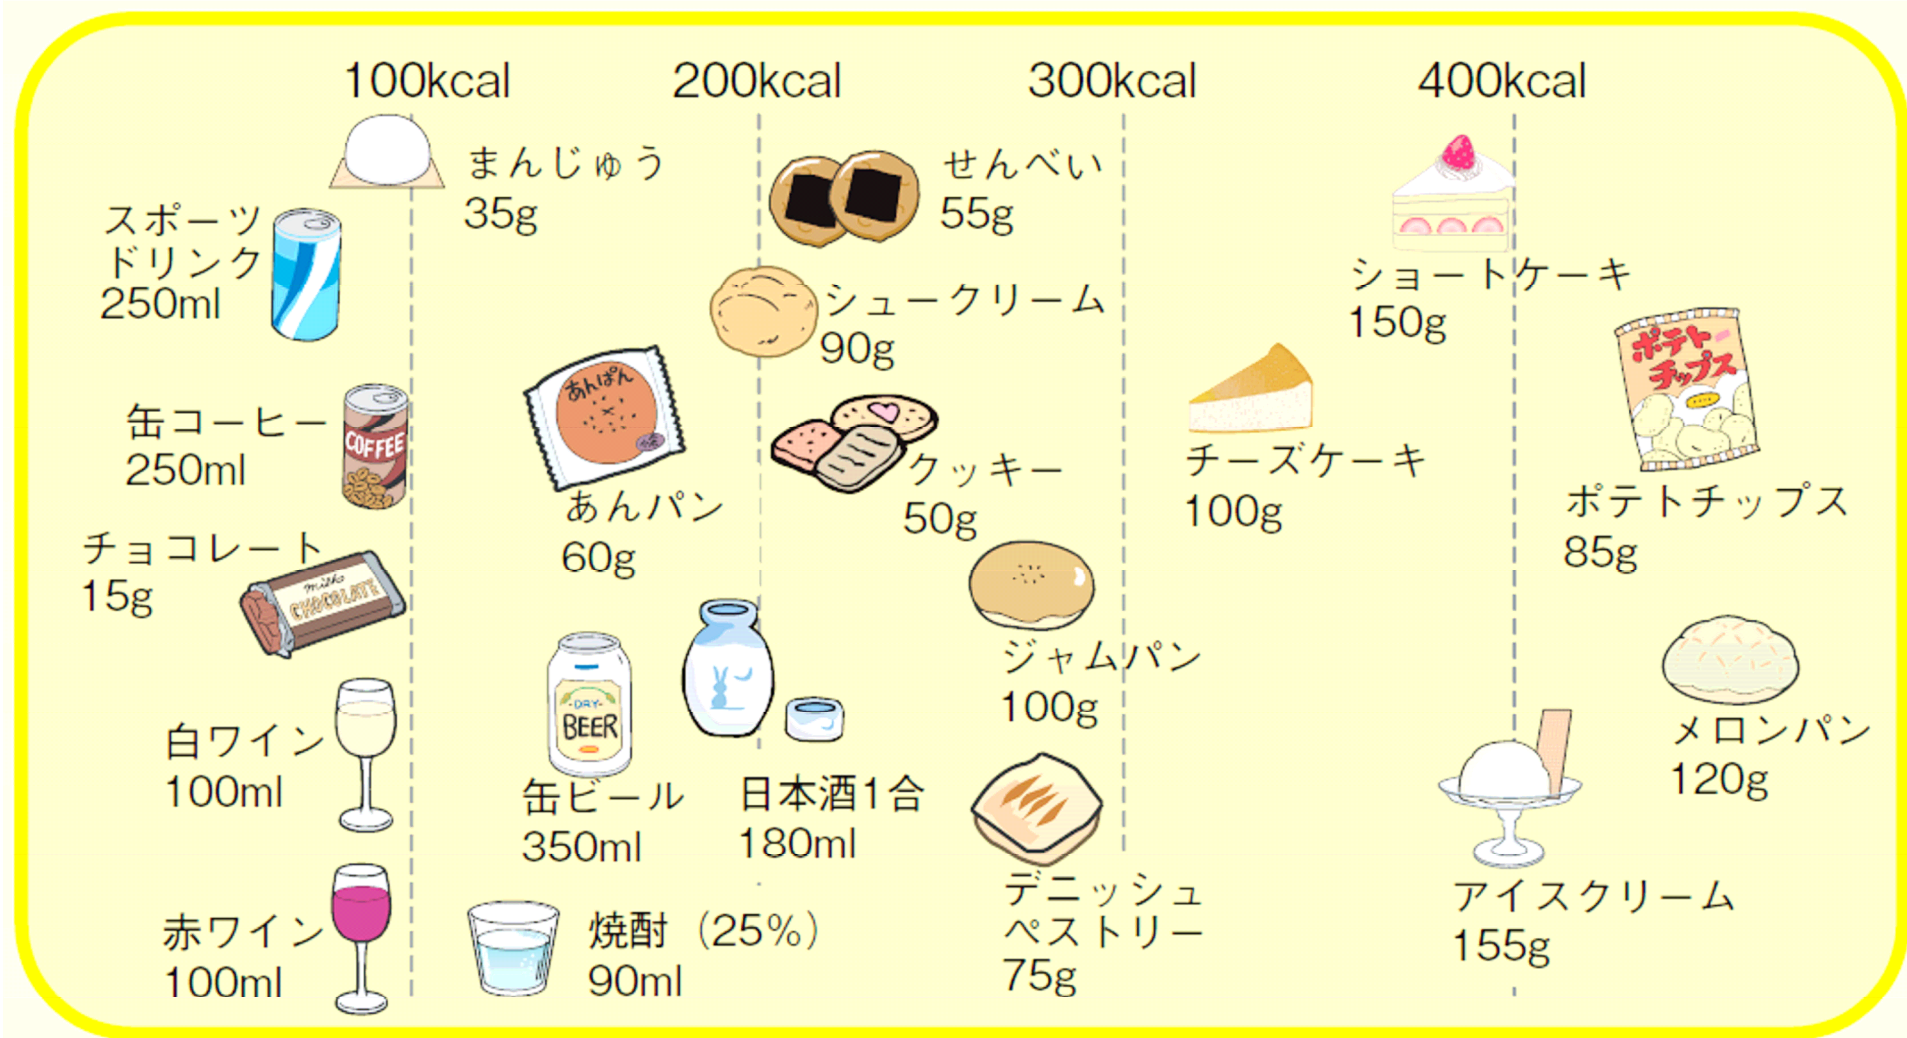 100kcal
200kcal
300kcal
400kcal
まんじゅう
35g
せんべい
55g
スポーツ
ドリンク
250ml
ショートケーキ
150g
シュークリーム
90g
ポテト
チップス
あんぱん
缶コーヒー
250ml
COFFEE
クッキー
50g
チーズケーキ
100g
ポテトチップス
85g
あんパン
60g
チョコレート
15g
milk
CHOCOLATE
ジャムパン
100g
-DRY-
BEER
白ワイン
100ml
缶ビール
350ml
日本酒1合
180ml
メロンパン
120g
デニッシュ
ペストリー
75g
アイスクリーム
155g
赤ワイン
100ml
焼酎（25%）
90ml